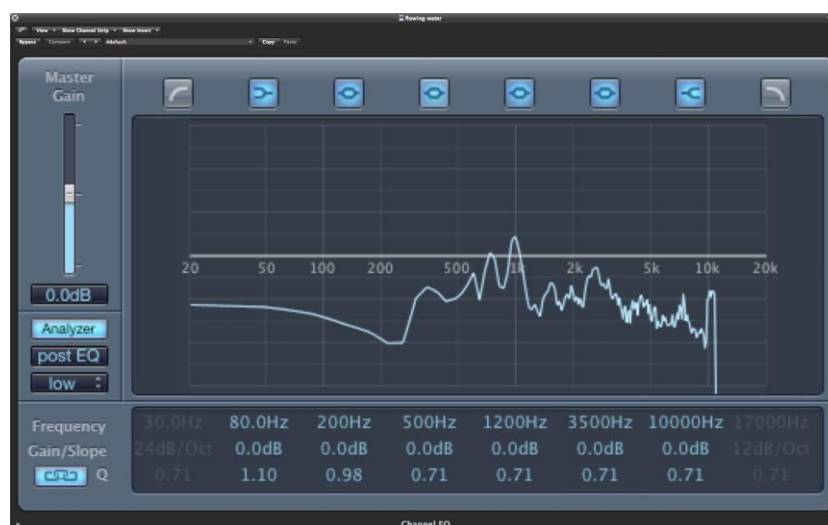 flowing water
View Show Channel Strip Show Insert
Bypass Compare #default Copy Paste
Master
Gain
20 50 100 200 500 1k 2k 5k 10k 20k
0.0dB
Analyzer
post EQ
low
Frequency 30.0Hz 80.0Hz 200Hz 500Hz 1200Hz 3500Hz 10000Hz 17000Hz
Gain/Slope 24dB/Oct 0.0dB 0.0dB 0.0dB 0.0dB 0.0dB 0.0dB 12dB/Oct
Q 0.71 1.10 0.98 0.71 0.71 0.71 0.71 0.71
Channel EQ